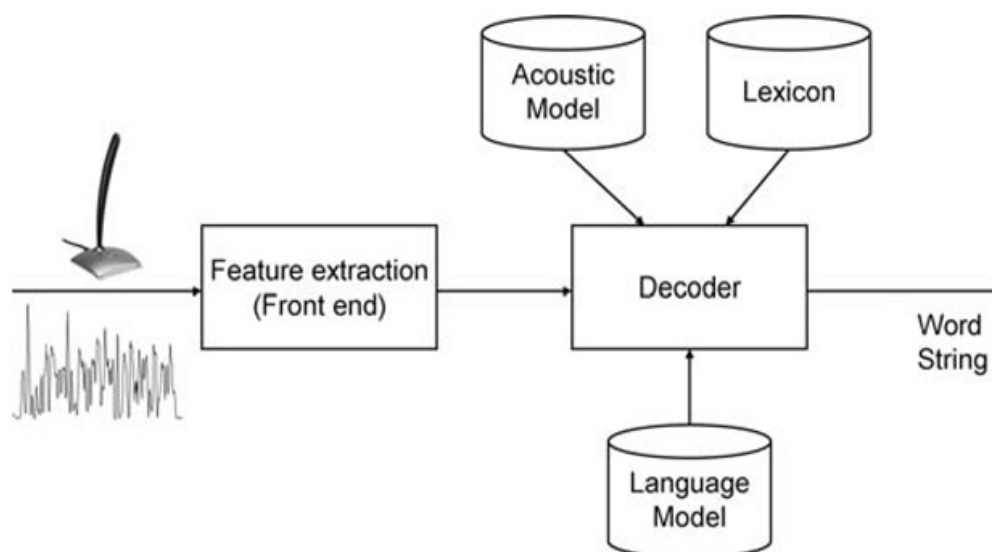 Acoustic
Model
Lexicon
Feature extraction
(Front end)
Decoder
Word
String
Language
Model